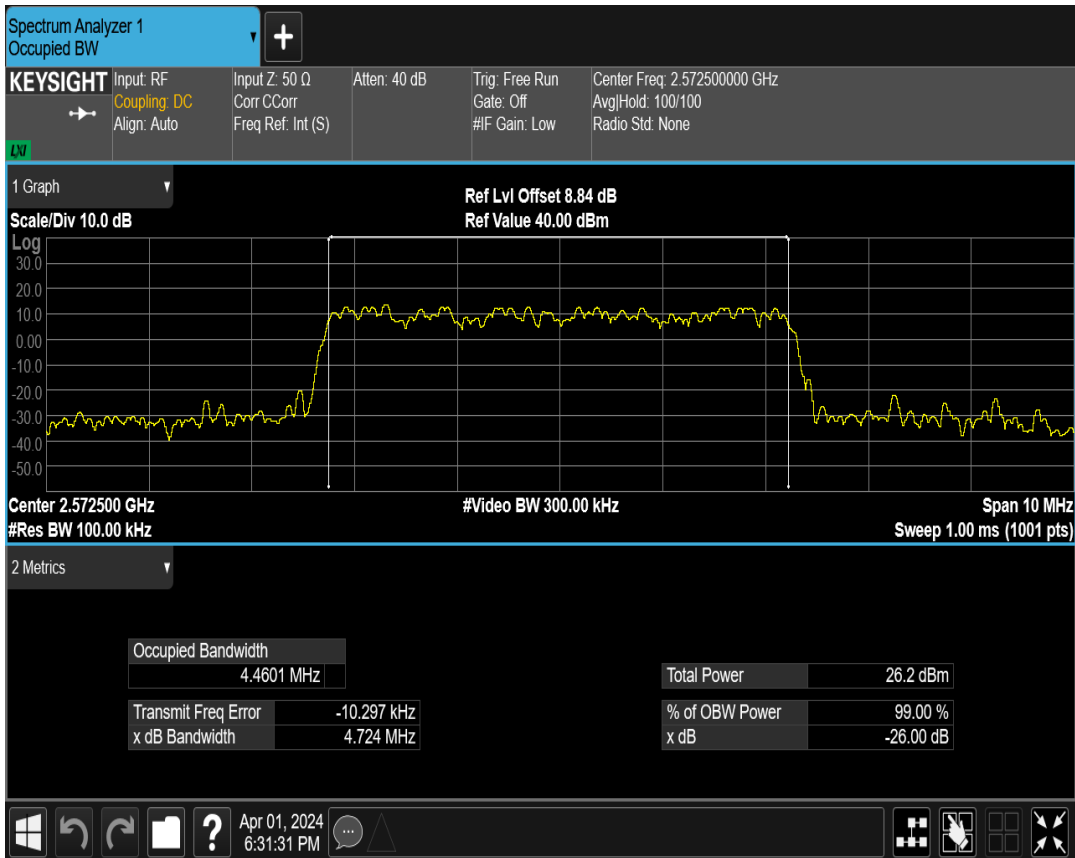 Spectrum Analyzer 1
Occupied BW
+
KEYSIGHT
LXI
Input: RF
Coupling: DC
Align: Auto
Input Z: 50 Ω
Corr CCorr
Freq Ref: Int (S)
Atten: 40 dB
Trig: Free Run
Gate: Off
#IF Gain: Low
Center Freq: 2.572500000 GHz
Avg|Hold: 100/100
Radio Std: None
1 Graph
Scale/Div 10.0 dB
Ref Lvl Offset 8.84 dB
Ref Value 40.00 dBm
Log
30.0
20.0
10.0
0.00
-10.0
-20.0
-30.0
-40.0
-50.0
Center 2.572500 GHz
#Res BW 100.00 kHz
#Video BW 300.00 kHz
Span 10 MHz
Sweep 1.00 ms (1001 pts)
2 Metrics
Occupied Bandwidth
4.4601 MHz
Transmit Freq Error -10.297 kHz
x dB Bandwidth 4.724 MHz
Total Power 26.2 dBm
% of OBW Power 99.00 %
x dB -26.00 dB
?
Apr 01, 2024
6:31:31 PM